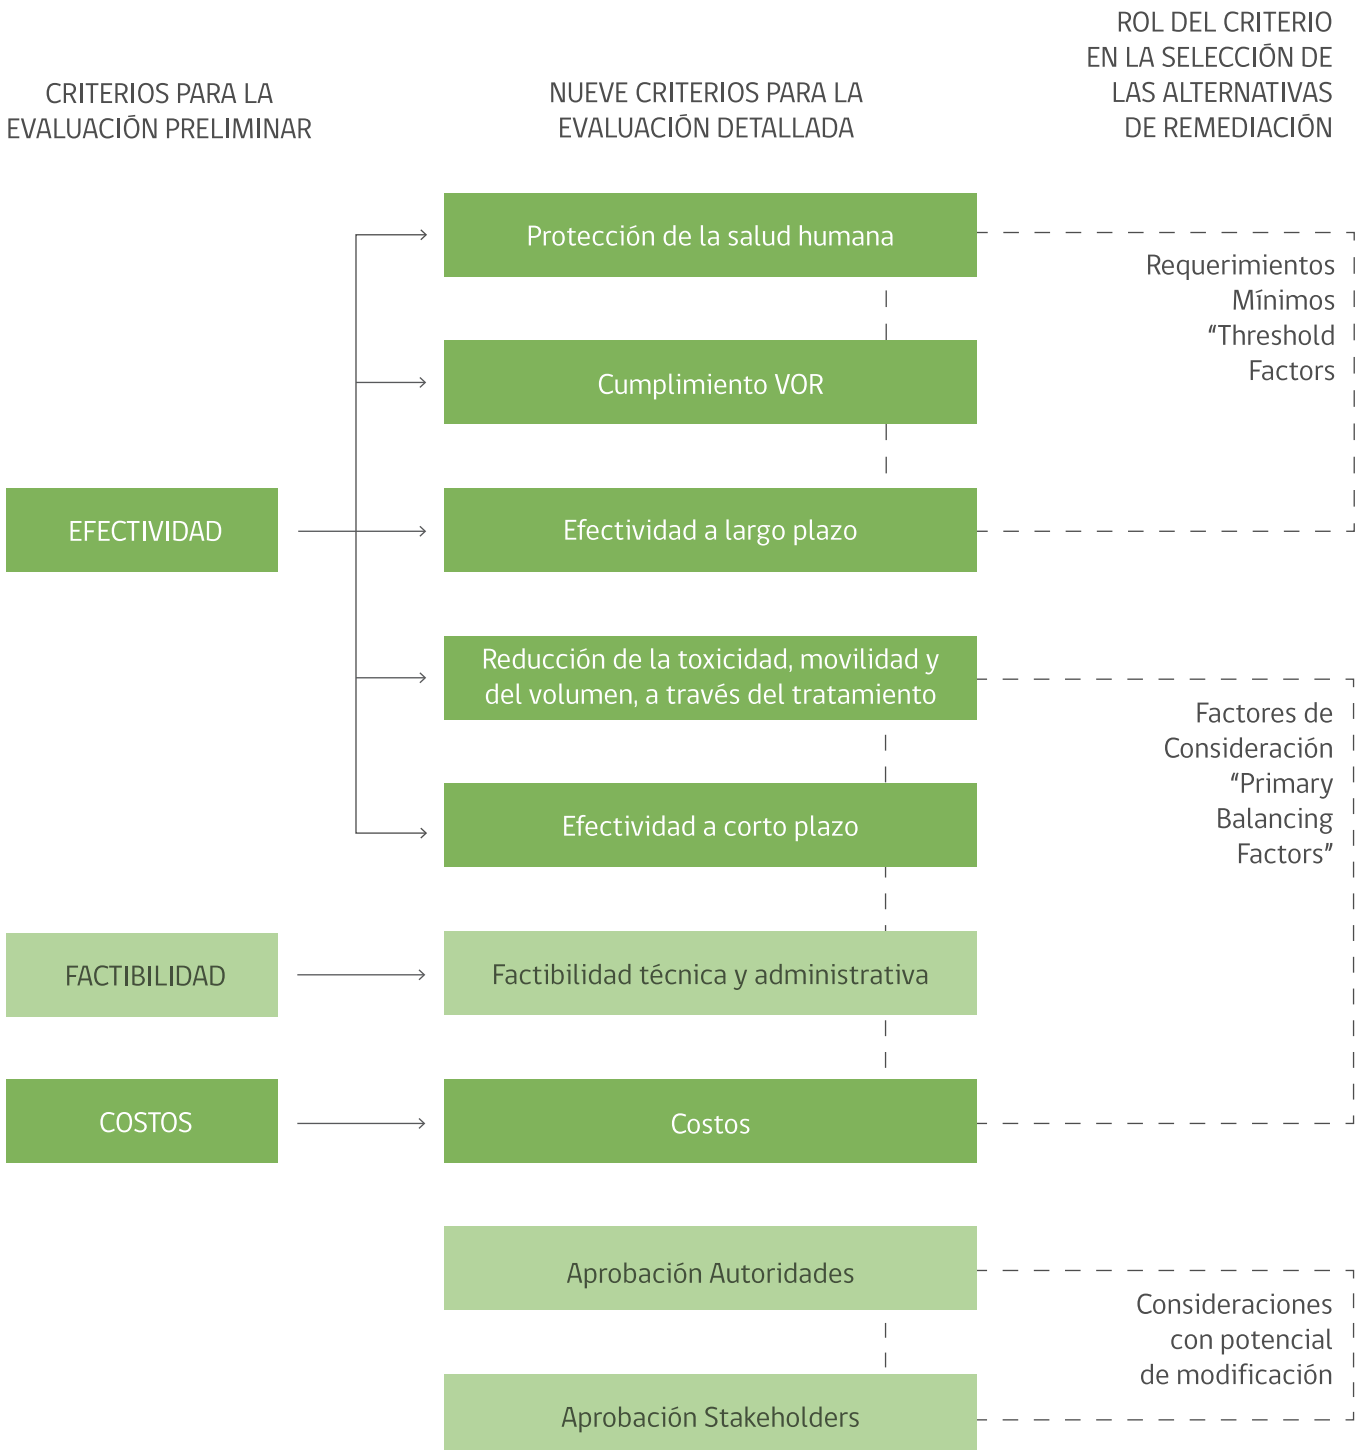 CRITERIOS PARA LA
EVALUACIÓN PRELIMINAR
NUEVE CRITERIOS PARA LA
EVALUACIÓN DETALLADA
ROL DEL CRITERIO
EN LA SELECCIÓN DE
LAS ALTERNATIVAS
DE REMEDIACIÓN
Protección de la salud humana
Requerimientos
Mínimos
“Threshold
Factors
Cumplimiento VOR
EFECTIVIDAD
Efectividad a largo plazo
Reducción de la toxicidad, movilidad y
del volumen, a través del tratamiento
Factores de
Consideración
“Primary
Balancing
Factors”
Efectividad a corto plazo
FACTIBILIDAD
Factibilidad técnica y administrativa
COSTOS
Costos
Aprobación Autoridades
Consideraciones
con potencial
de modificación
Aprobación Stakeholders